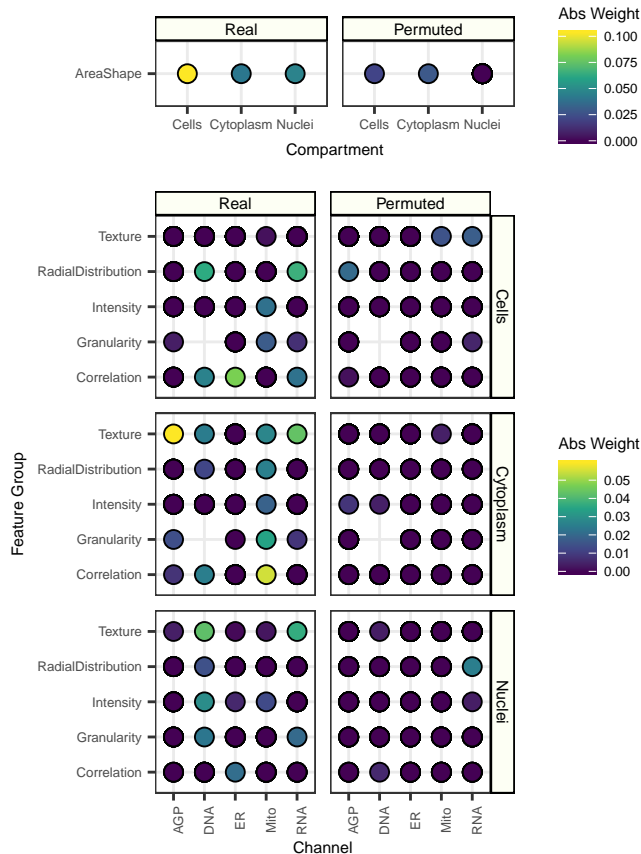 Real
Permuted
AreaShape
Cells
Cytoplasm
Nuclei
Cells
Cytoplasm
Nuclei
Compartment
Abs Weight
0.100
0.075
0.050
0.025
0.000
Real
Permuted
Texture
RadialDistribution
Intensity
Granularity
Correlation
Cells
Texture
RadialDistribution
Intensity
Granularity
Correlation
Cytoplasm
Texture
RadialDistribution
Intensity
Granularity
Correlation
Nuclei
Feature Group
AGP
DNA
ER
Mito
RNA
AGP
DNA
ER
Mito
RNA
Channel
Abs Weight
0.05
0.04
0.03
0.02
0.01
0.00